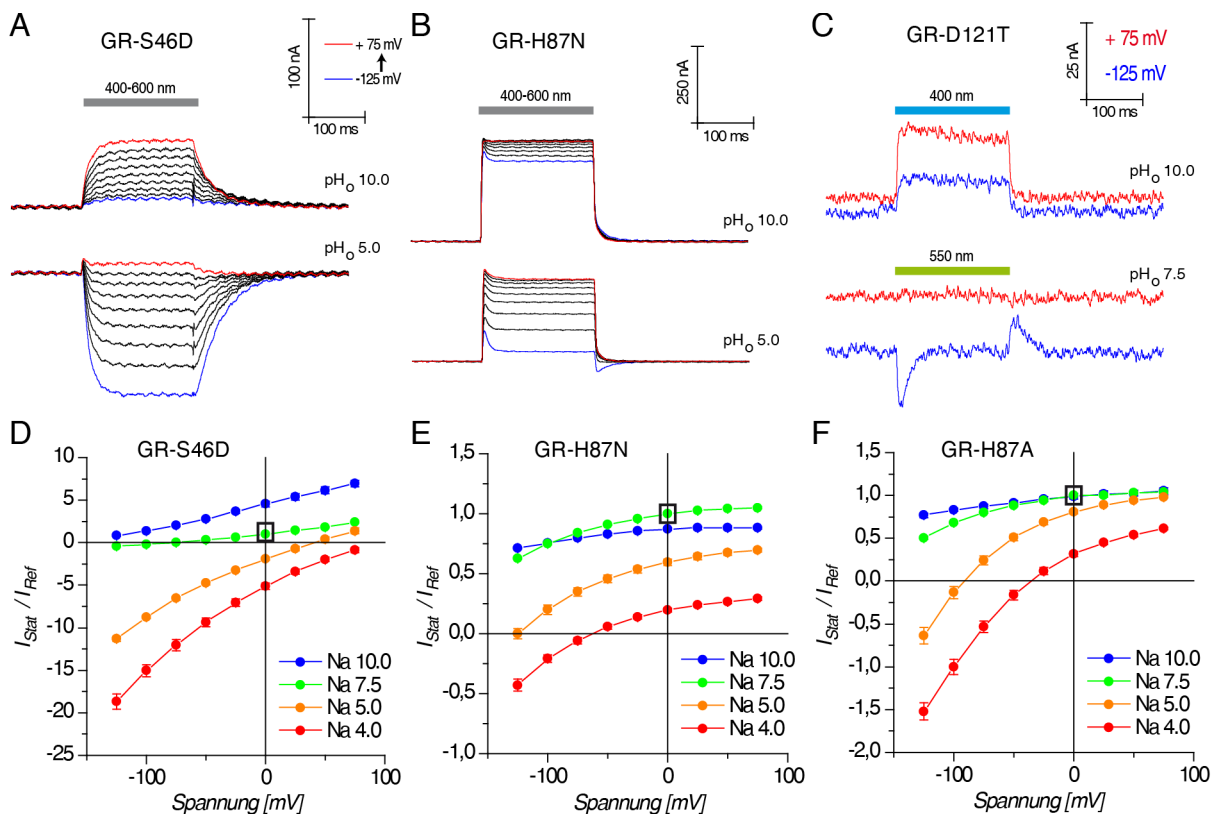 A
GR-S46D
100 nA
+ 75 mV
-125 mV
100 ms
400-600 nm
pHo 10.0
pHo 5.0
B
GR-H87N
250 nA
100 ms
400-600 nm
pHo 10.0
pHo 5.0
C
GR-D121T
25 nA
+ 75 mV
-125 mV
100 ms
400 nm
pHo 10.0
550 nm
pHo 7.5
D
GR-S46D
IStat / IRef
10
5
0
-5
-10
-15
-20
-25
Na 10.0
Na 7.5
Na 5.0
Na 4.0
-100
0
100
Spannung [mV]
E
GR-H87N
IStat / IRef
1,5
1,0
0,5
0,0
-0,5
-1,0
Na 10.0
Na 7.5
Na 5.0
Na 4.0
-100
0
100
Spannung [mV]
F
GR-H87A
IStat / IRef
1,5
1,0
0,5
0,0
-0,5
-1,0
-1,5
-2,0
Na 10.0
Na 7.5
Na 5.0
Na 4.0
-100
0
100
Spannung [mV]